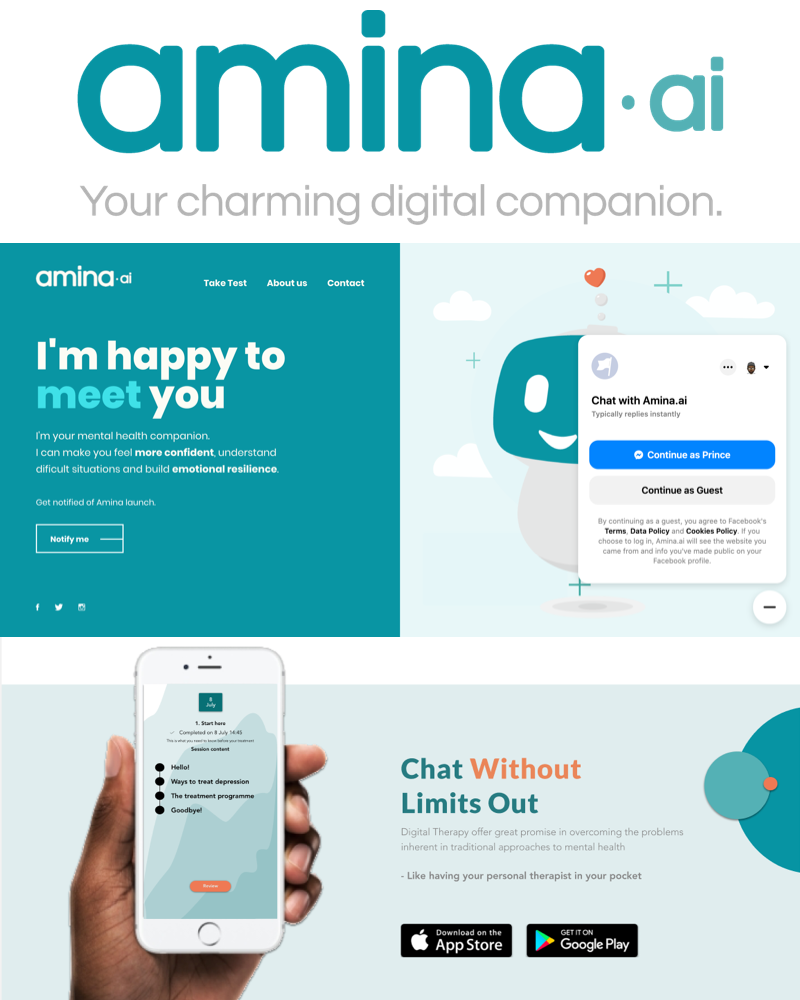 amina·ai
Your charming digital companion.
amina·ai
Take Test About us Contact
I'm happy to
meet you
I'm your mental health companion.
I can make you feel more confident, understand
dificult situations and build emotional resilience.
Get notified of Amina launch.
Notify me
Chat with Amina.ai
Typically replies instantly
Continue as Prince
Continue as Guest
By continuing as a guest, you agree to Facebook's
Terms, Data Policy and Cookies Policy. If you
choose to log in, Amina.ai will see the website you
came from and info you've made public on your
Facebook profile.
8
July
1. Start here
Completed on 8 July 14:45
This is what you need to know before your treatment
Session content
Hello!
Ways to treat depression
The treatment programme
Goodbye!
Review
Chat Without
Limits Out
Digital Therapy offer great promise in overcoming the problems
inherent in traditional approaches to mental health
- Like having your personal therapist in your pocket
Download on the
App Store
GET IT ON
Google Play